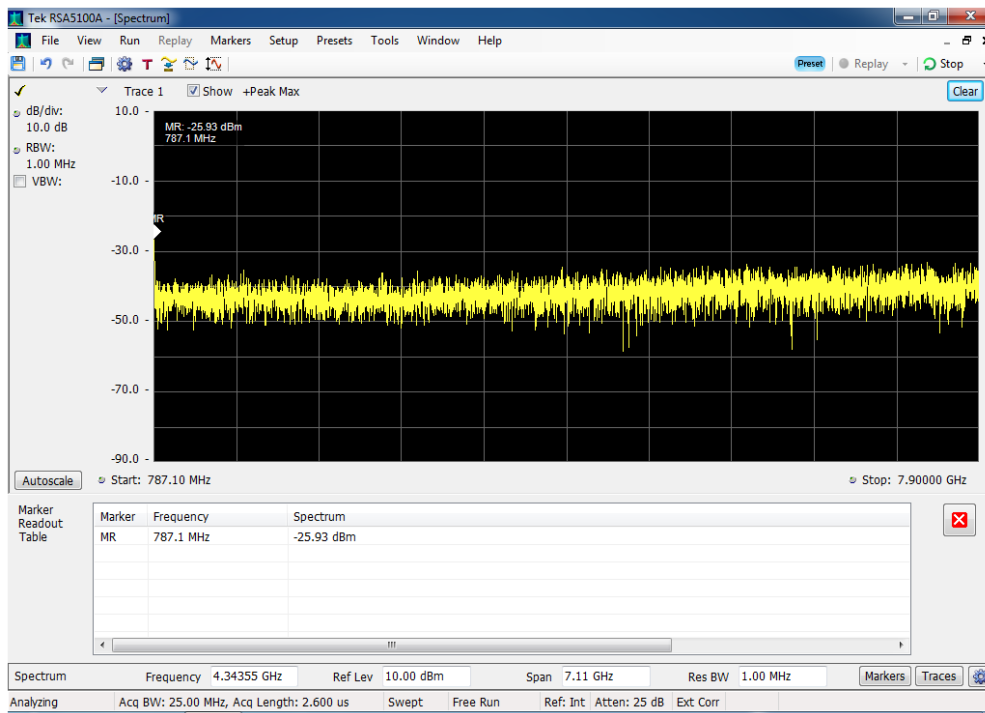 Tek RSA5100A - [Spectrum]
File View Run Replay Markers Setup Presets Tools Window Help
T Preset Replay Stop
Trace 1 Show +Peak Max Clear
dB/div:
10.0 dB
RBW:
1.00 MHz
VBW:
10.0 -
-10.0 -
-30.0 -
-50.0 -
-70.0 -
-90.0 -
MR: -25.93 dBm
787.1 MHz
MR
Autoscale Start: 787.10 MHz Stop: 7.90000 GHz
Marker
Readout
Table
Marker Frequency Spectrum
MR 787.1 MHz -25.93 dBm
Spectrum Frequency 4.34355 GHz Ref Lev 10.00 dBm Span 7.11 GHz Res BW 1.00 MHz Markers Traces
Analyzing Acq BW: 25.00 MHz, Acq Length: 2.600 us Swept Free Run Ref: Int Atten: 25 dB Ext Corr